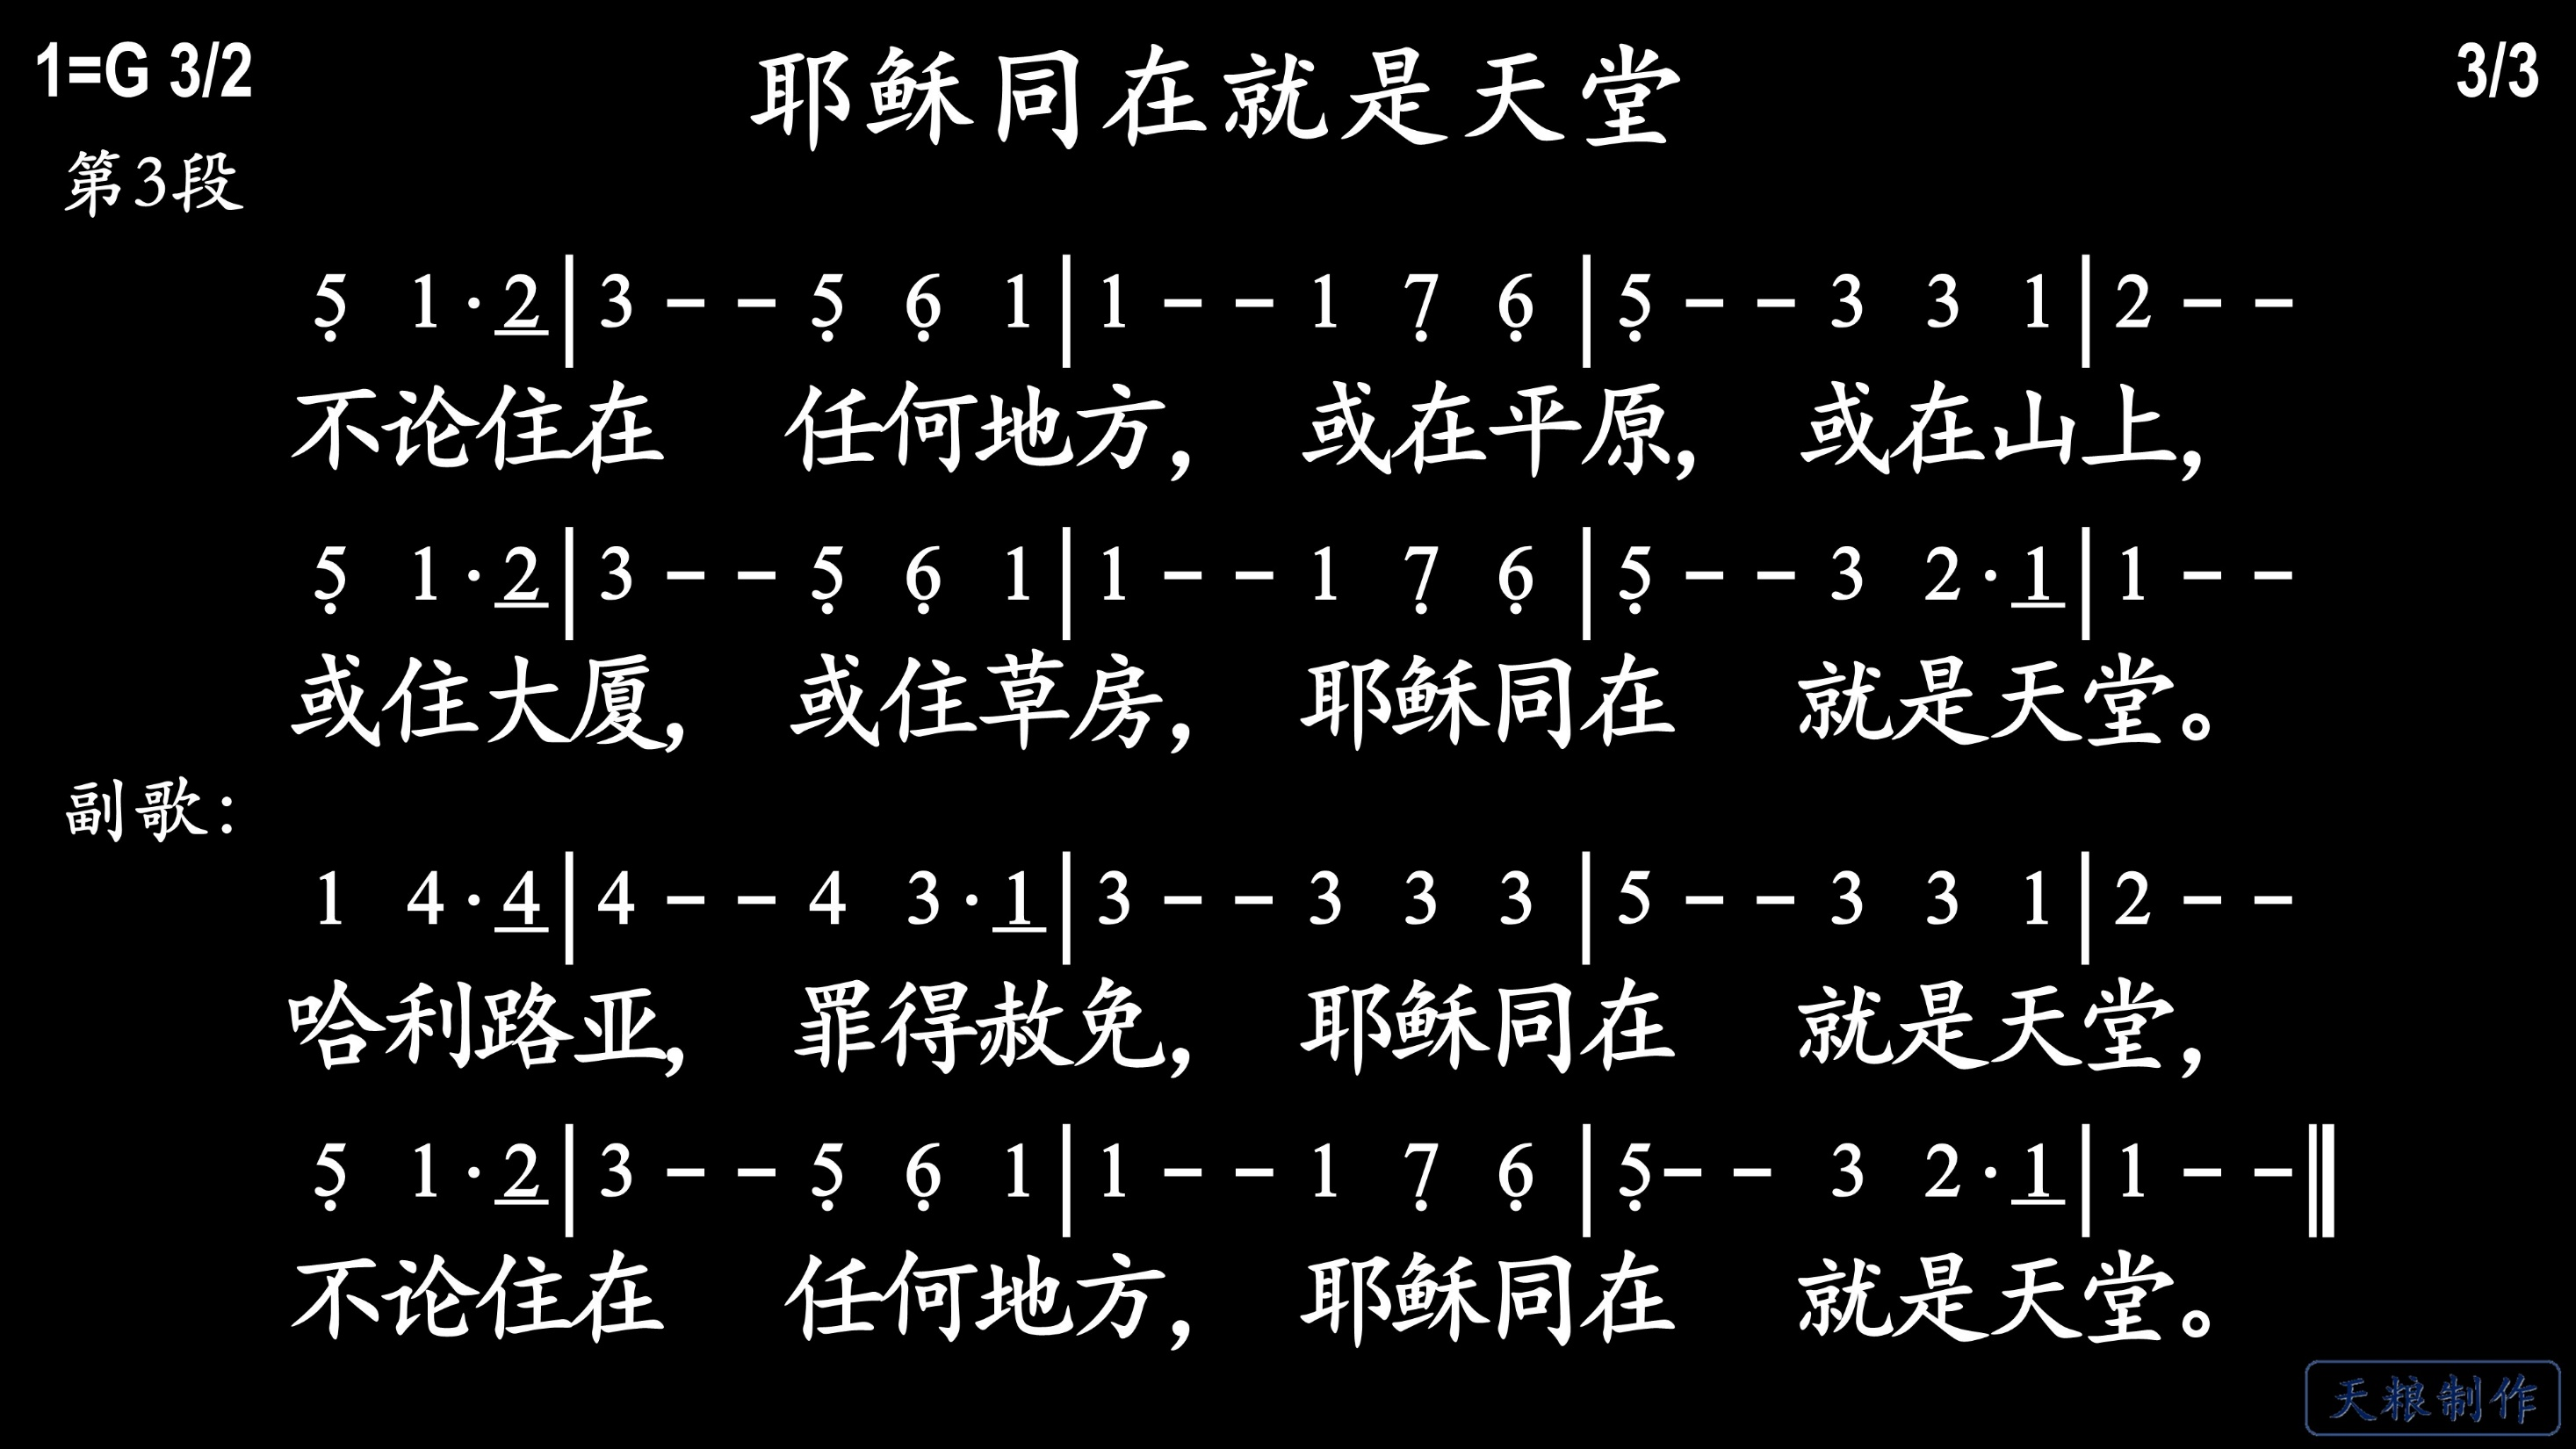 1=G 3/2 耶稣同在就是天堂 3/3
第3段
5̣ 1 · 2̲ | 3 – – 5̣ 6̣ 1 | 1 – – 1 7̣ 6̣ | 5̣ – – 3 3 1 | 2 – –
不论住在 任何地方， 或在平原， 或在山上，
5̣ 1 · 2̲ | 3 – – 5̣ 6̣ 1 | 1 – – 1 7̣ 6̣ | 5̣ – – 3 2 · 1̲ | 1 – –
或住大厦， 或住草房， 耶稣同在 就是天堂。
副歌：
1 4 · 4̲ | 4 – – 4 3 · 1̲ | 3 – – 3 3 3 | 5 – – 3 3 1 | 2 – –
哈利路亚， 罪得赦免， 耶稣同在 就是天堂，
5̣ 1 · 2̲ | 3 – – 5̣ 6̣ 1 | 1 – – 1 7̣ 6̣ | 5̣ – – 3 2 · 1̲ | 1 – – ‖
不论住在 任何地方， 耶稣同在 就是天堂。
天粮制作